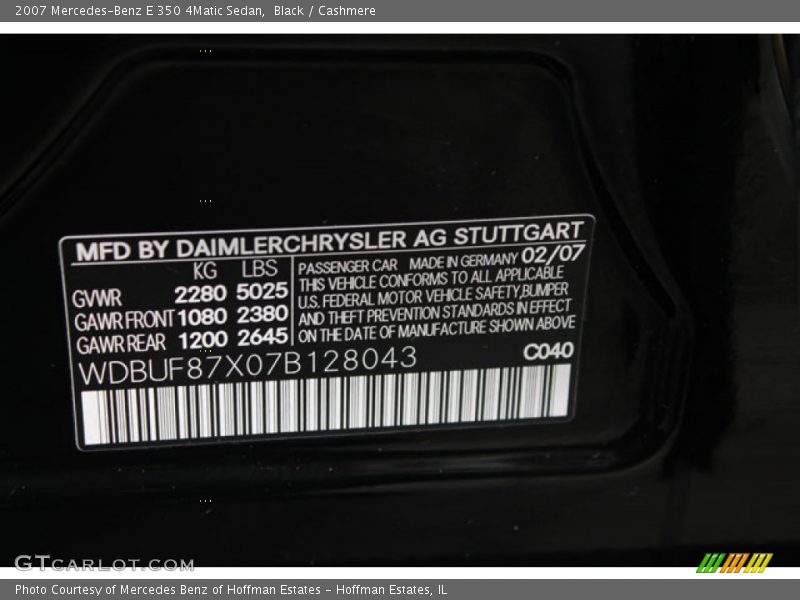 2007 Mercedes-Benz E 350 4Matic Sedan, Black / Cashmere
MFD BY DAIMLERCHRYSLER AG STUTTGART
KG LBS
GVWR 2280 5025
GAWR FRONT 1080 2380
GAWR REAR 1200 2645
PASSENGER CAR MADE IN GERMANY 02/07
THIS VEHICLE CONFORMS TO ALL APPLICABLE
U.S. FEDERAL MOTOR VEHICLE SAFETY, BUMPER
AND THEFT PREVENTION STANDARDS IN EFFECT
ON THE DATE OF MANUFACTURE SHOWN ABOVE
WDBUF87X07B128043
C040
GTCARLOT.COM
Photo Courtesy of Mercedes Benz of Hoffman Estates - Hoffman Estates, IL